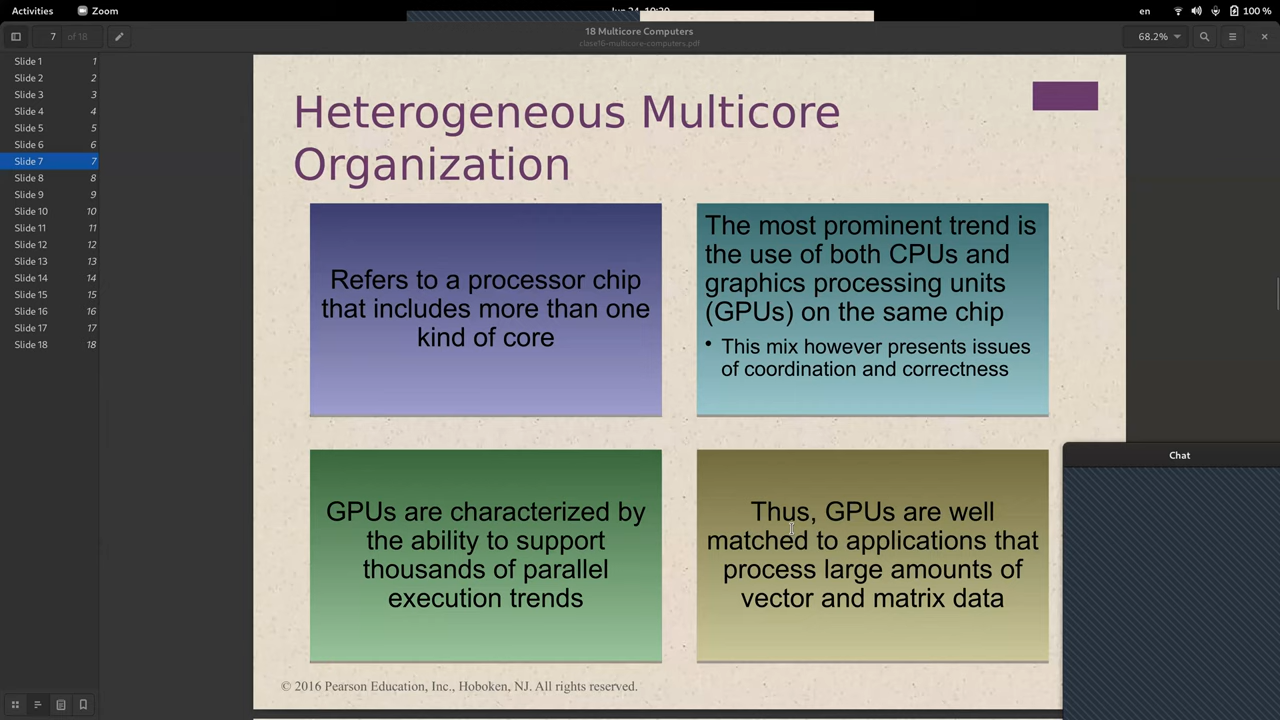 Activities
Zoom
en
100 %
7
of 18
18 Multicore Computers
clase16-multicore-computers.pdf
68.2%
Slide 1 1
Slide 2 2
Slide 3 3
Slide 4 4
Slide 5 5
Slide 6 6
Slide 7 7
Slide 8 8
Slide 9 9
Slide 10 10
Slide 11 11
Slide 12 12
Slide 13 13
Slide 14 14
Slide 15 15
Slide 16 16
Slide 17 17
Slide 18 18
Heterogeneous Multicore
Organization
Refers to a processor chip
that includes more than one
kind of core
The most prominent trend is
the use of both CPUs and
graphics processing units
(GPUs) on the same chip
• This mix however presents issues
of coordination and correctness
GPUs are characterized by
the ability to support
thousands of parallel
execution trends
Thus, GPUs are well
matched to applications that
process large amounts of
vector and matrix data
© 2016 Pearson Education, Inc., Hoboken, NJ. All rights reserved.
Chat